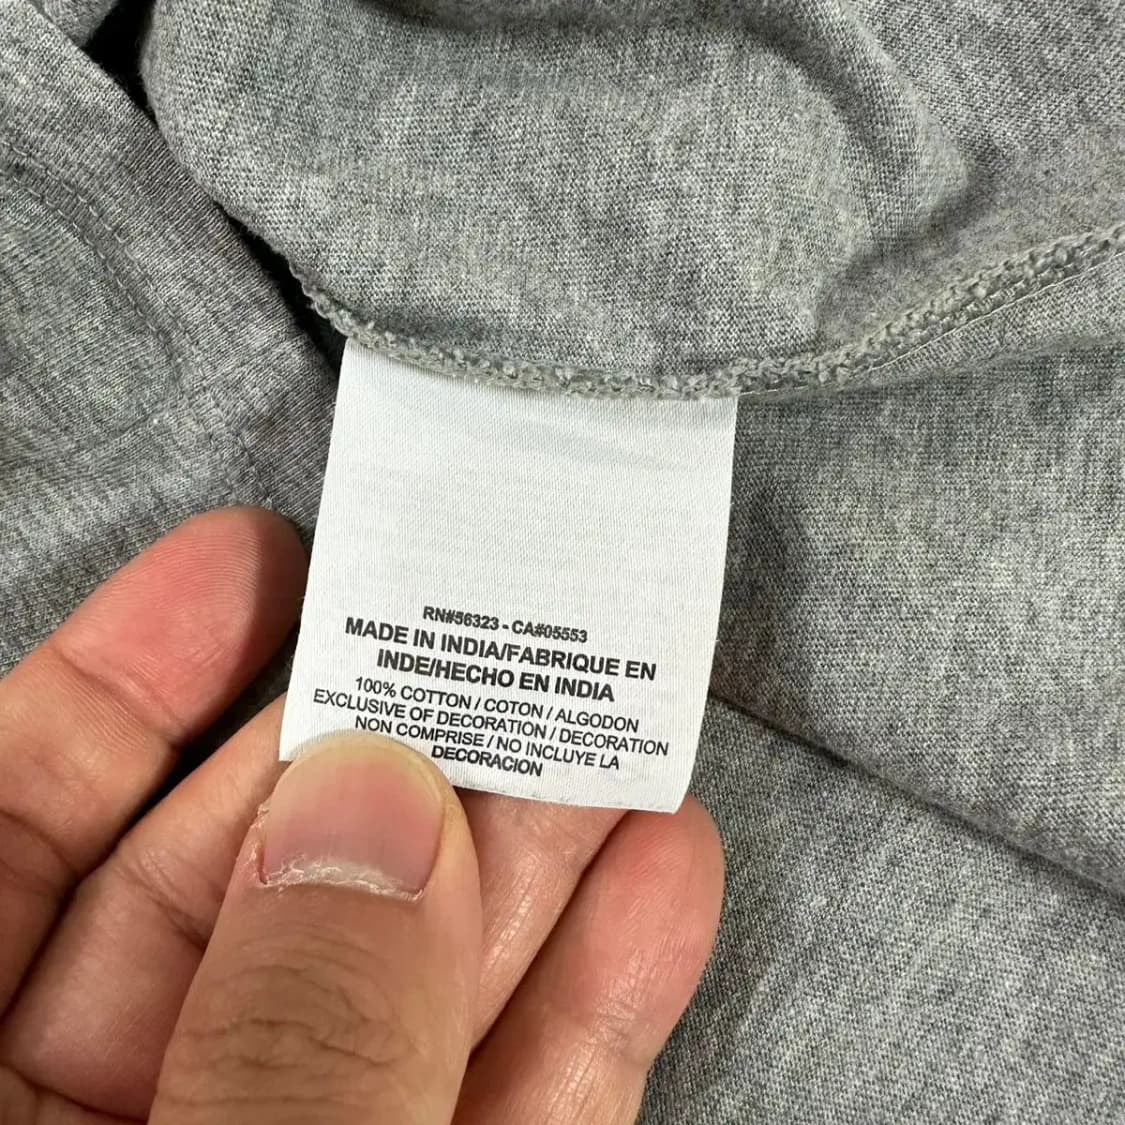 RN#56323 - CA#05553
MADE IN INDIA/FABRIQUE EN
INDE/HECHO EN INDIA
100% COTTON / COTON / ALGODON
EXCLUSIVE OF DECORATION / DECORATION
NON COMPRISE / NO INCLUYE LA
DECORACION